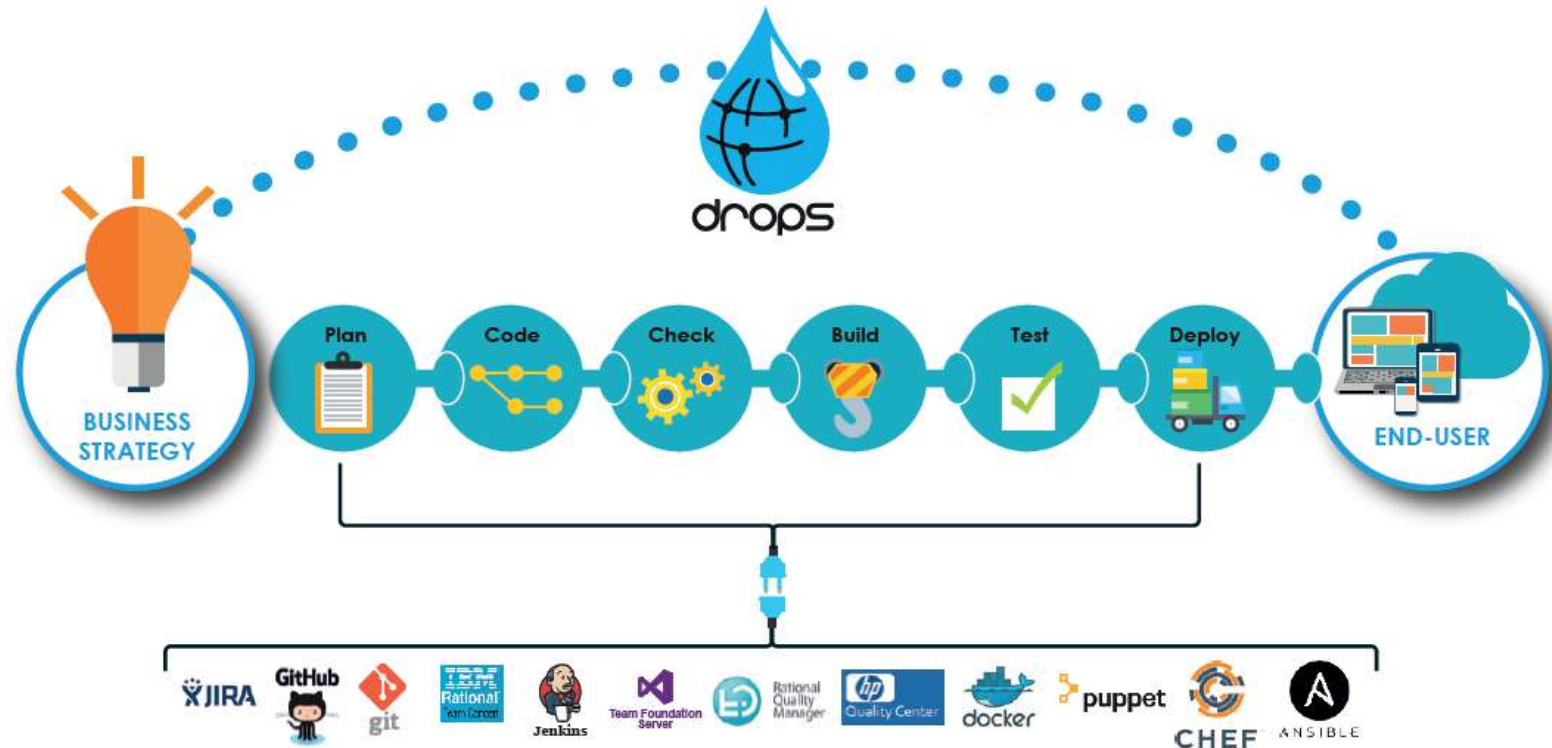 drops
BUSINESS
STRATEGY
Plan
Code
Check
Build
Test
Deploy
END-USER
JIRA
GitHub
git
IBM
Rational
Team Concert
Jenkins
Team Foundation
Server
Rational
Quality
Manager
hp
Quality Center
docker
puppet
CHEF
ANSIBLE